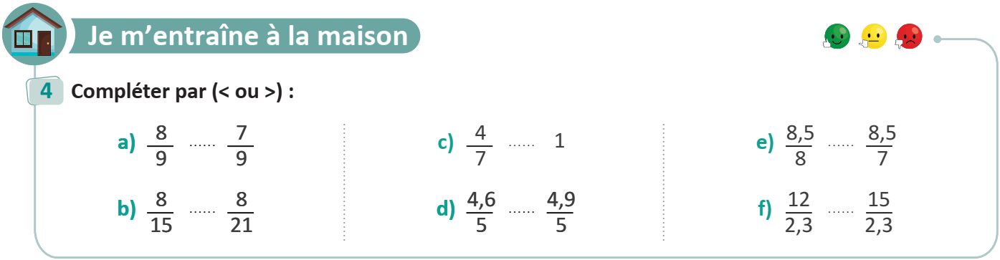 Je m'entraîne à la maison
4 Compléter par (< ou >) :
a) 8/9 ...... 7/9
b) 8/15 ...... 8/21
c) 4/7 ...... 1
d) 4,6/5 ...... 4,9/5
e) 8,5/8 ...... 8,5/7
f) 12/2,3 ...... 15/2,3